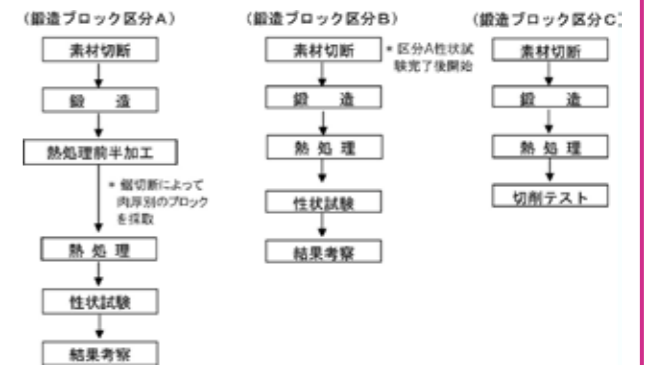 (鍛造ブロック区分A)
素材切断
鍛 造
熱処理前半加工
* 鋸切断によって
肉厚別のブロック
を採取
熱 処 理
性状試験
結果考察
(鍛造ブロック区分B)
素材切断
* 区分A性状試
験完了後開始
鍛 造
熱 処 理
性状試験
結果考察
(鍛造ブロック区分C)
素材切断
鍛 造
熱 処 理
切削テスト